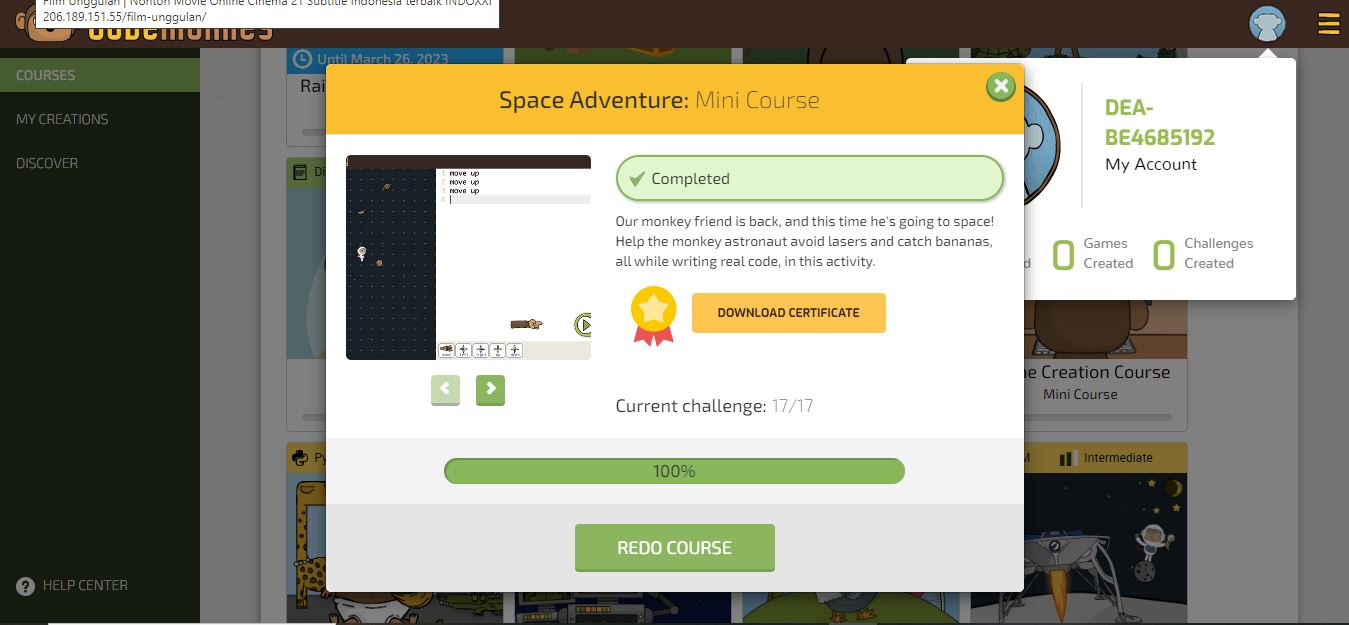 Film Unggulan | Nonton Movie Online Cinema 21 Subtitle Indonesia terbaik INDOXXI
206.189.151.55/film-unggulan/
codemonkey
COURSES
MY CREATIONS
DISCOVER
HELP CENTER
Until March 26, 2023
Rai
Di
Py
Space Adventure: Mini Course
1 move up
2 move up
3 move up
4
Completed
Our monkey friend is back, and this time he's going to space!
Help the monkey astronaut avoid lasers and catch bananas,
all while writing real code, in this activity.
DOWNLOAD CERTIFICATE
Current challenge: 17/17
100%
REDO COURSE
DEA-
BE4685192
My Account
d
0 Games
Created
0 Challenges
Created
e Creation Course
Mini Course
M
Intermediate